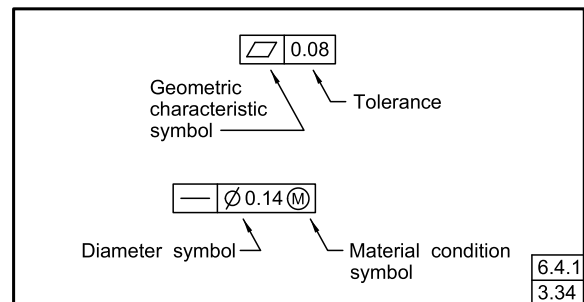 0.08
Geometric
characteristic
symbol
Tolerance
⌀ 0.14 Ⓜ
Diameter symbol
Material condition
symbol
6.4.1
3.34